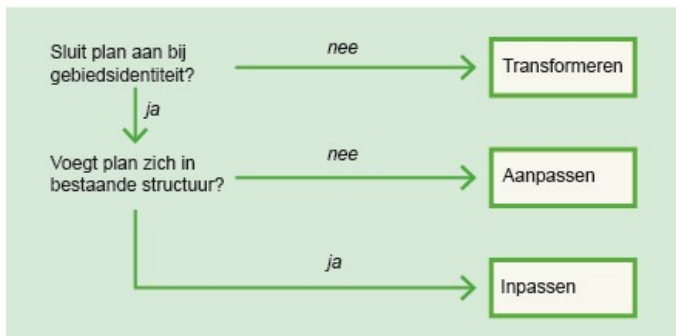 Sluit plan aan bij
gebiedsidentiteit?
nee
Transformeren
ja
Voegt plan zich in
bestaande structuur?
nee
Aanpassen
ja
Inpassen